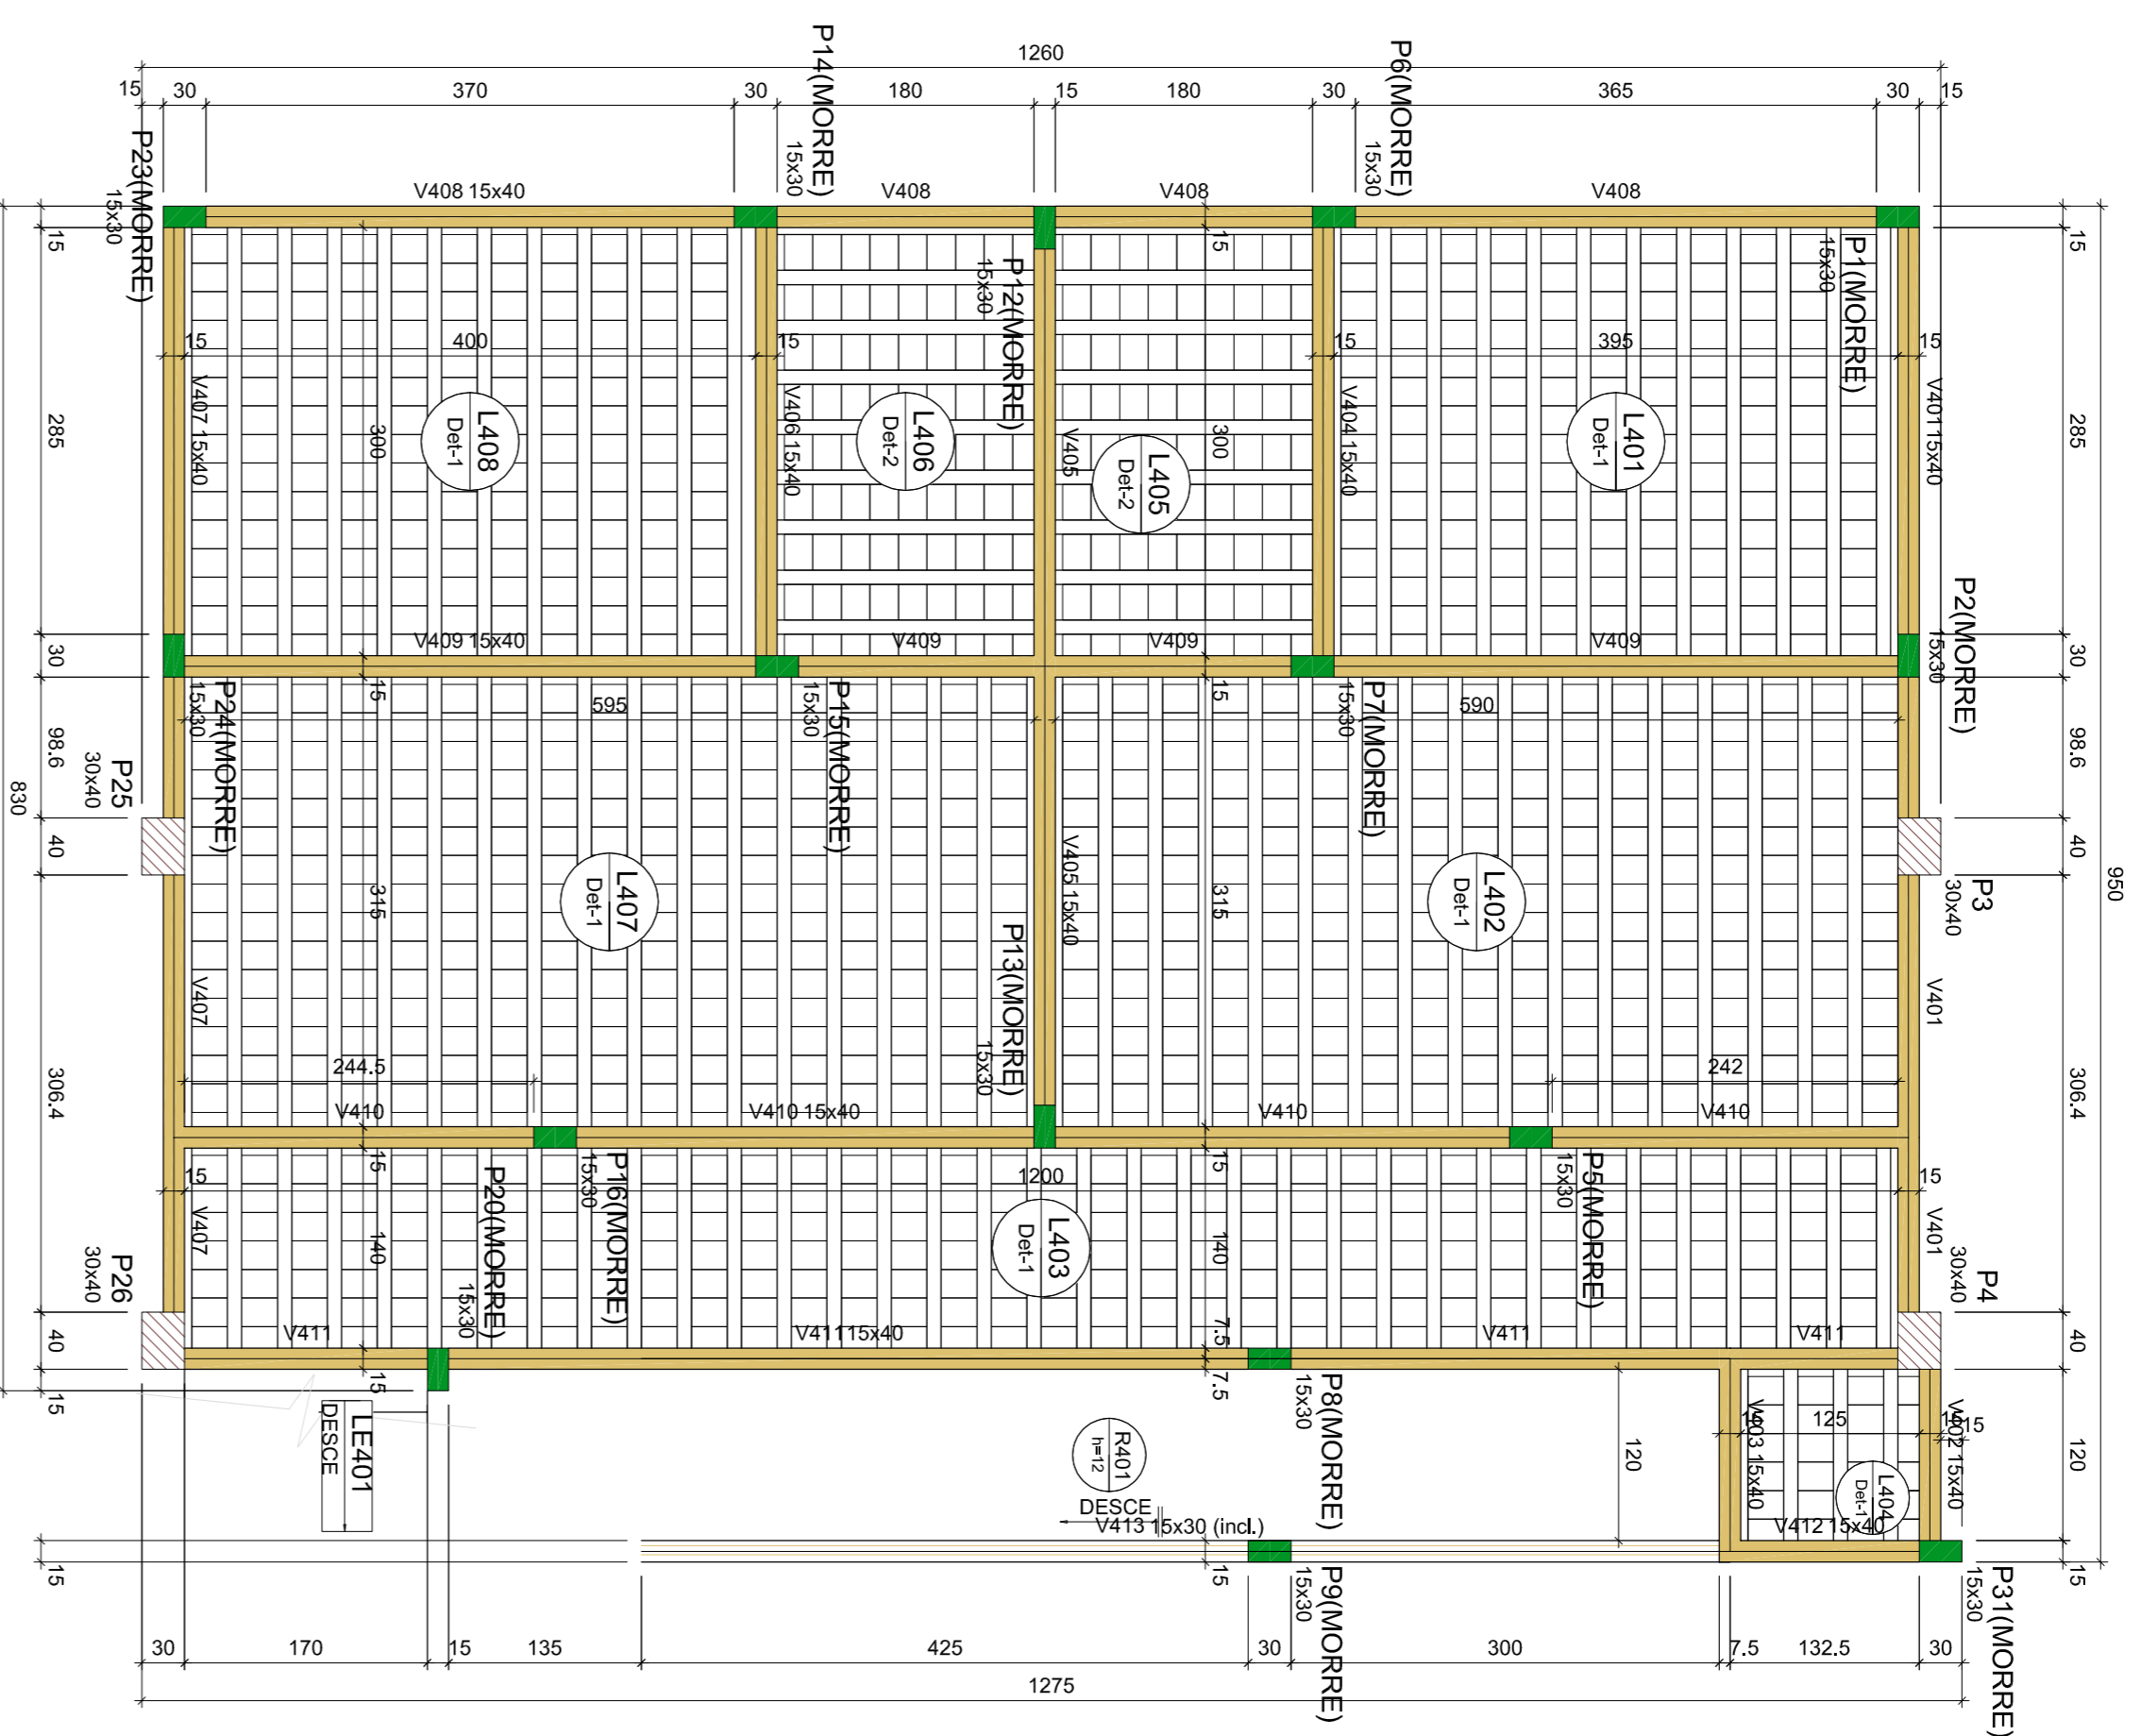 1260
15
30
370
30
180
15
180
30
365
30
15
P14(MORRE)
15x30
P6(MORRE)
15x30
P23(MORRE)
15x30
V408 15x40
V408
V408
V408
15
285
30
98.6
40
306.4
40
15
830
15
285
30
98.6
40
306.4
40
120
15
950
P1(MORRE)
15x30
P12(MORRE)
15x30
15
15
400
15
15
395
15
V401 15x40
V407 15x40
300
L408
Det-1
V406 15x40
L406
Det-2
V405
L405
Det-2
300
V404 15x40
L401
Det-1
P2(MORRE)
15x30
V409 15x40
V409
V409
V409
P24(MORRE)
15x30
15
595
P15(MORRE)
15x30
15
P7(MORRE)
15x30
590
P25
30x40
P3
30x40
315
L407
Det-1
V405 15x40
315
L402
Det-1
V407
V401
P13(MORRE)
15x30
244.5
242
V410
V410 15x40
V410
V410
15
15
1200
15
15
P16(MORRE)
15x30
P5(MORRE)
15x30
P20(MORRE)
15x30
V407
V401
140
L403
Det-1
140
P26
30x40
P4
30x40
V411
V411 15x40
V411
V411
7.5
7.5
15
LE401
DESCE
R401
h=12
DESCE
P8(MORRE)
15x30
120
V403 15x40
15
125
15
15
V402 15x40
L404
Det-1
V412 15x40
V413 15x30 (incl.)
15
P9(MORRE)
15x30
P31(MORRE)
15x30
30
170
15
135
425
30
300
7.5
132.5
30
1275